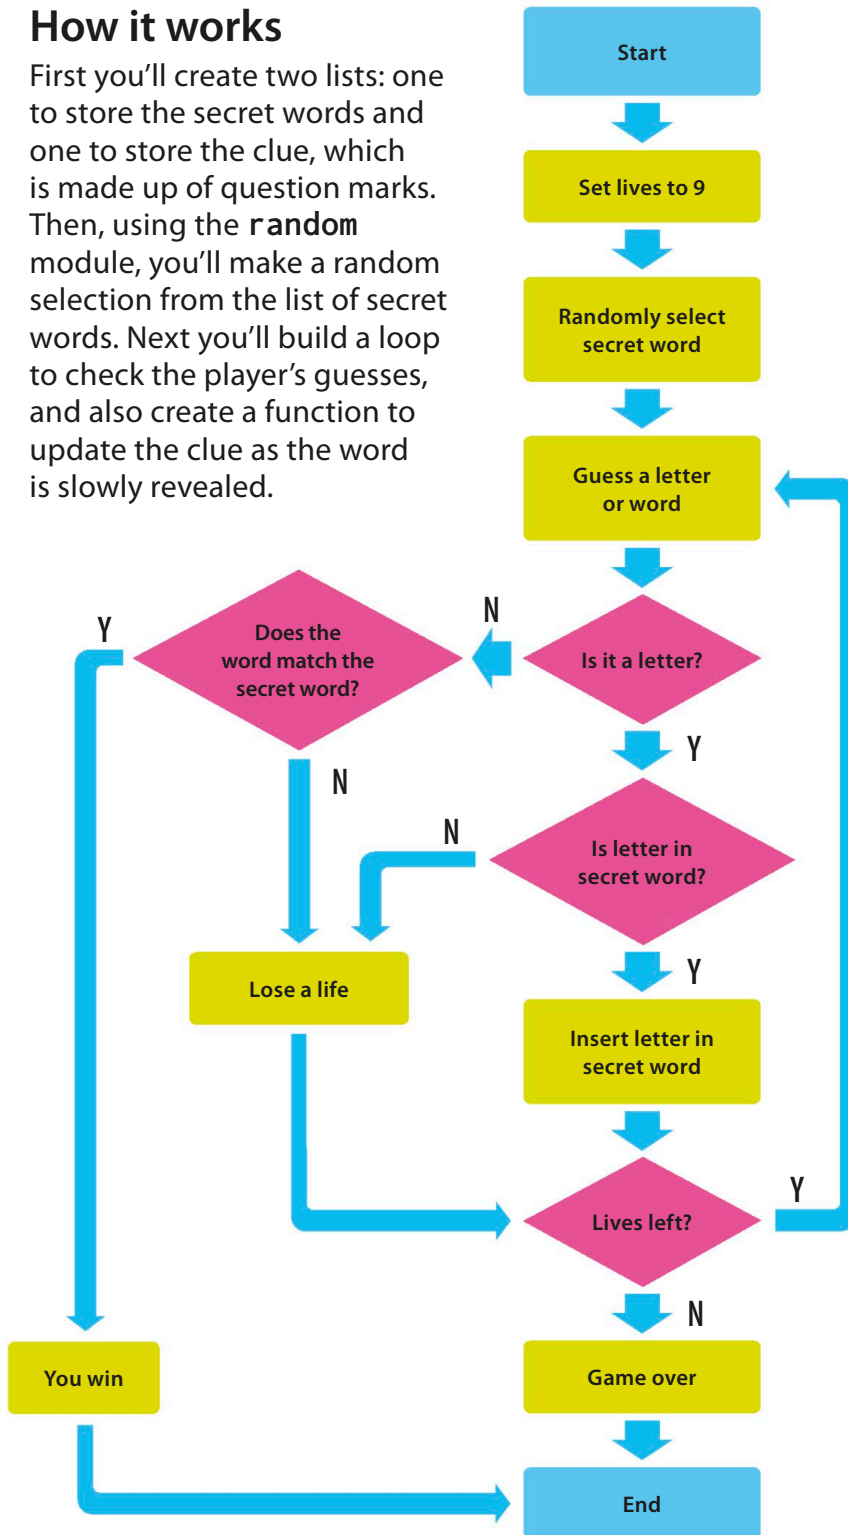 How it works
First you’ll create two lists: one
to store the secret words and
one to store the clue, which
is made up of question marks.
Then, using the random
module, you’ll make a random
selection from the list of secret
words. Next you’ll build a loop
to check the player’s guesses,
and also create a function to
update the clue as the word
is slowly revealed.
Start
Set lives to 9
Randomly select
secret word
Guess a letter
or word
Is it a letter?
N
Does the
word match the
secret word?
Y
N
Y
Is letter in
secret word?
N
Lose a life
Y
Insert letter in
secret word
Lives left?
Y
N
You win
Game over
End